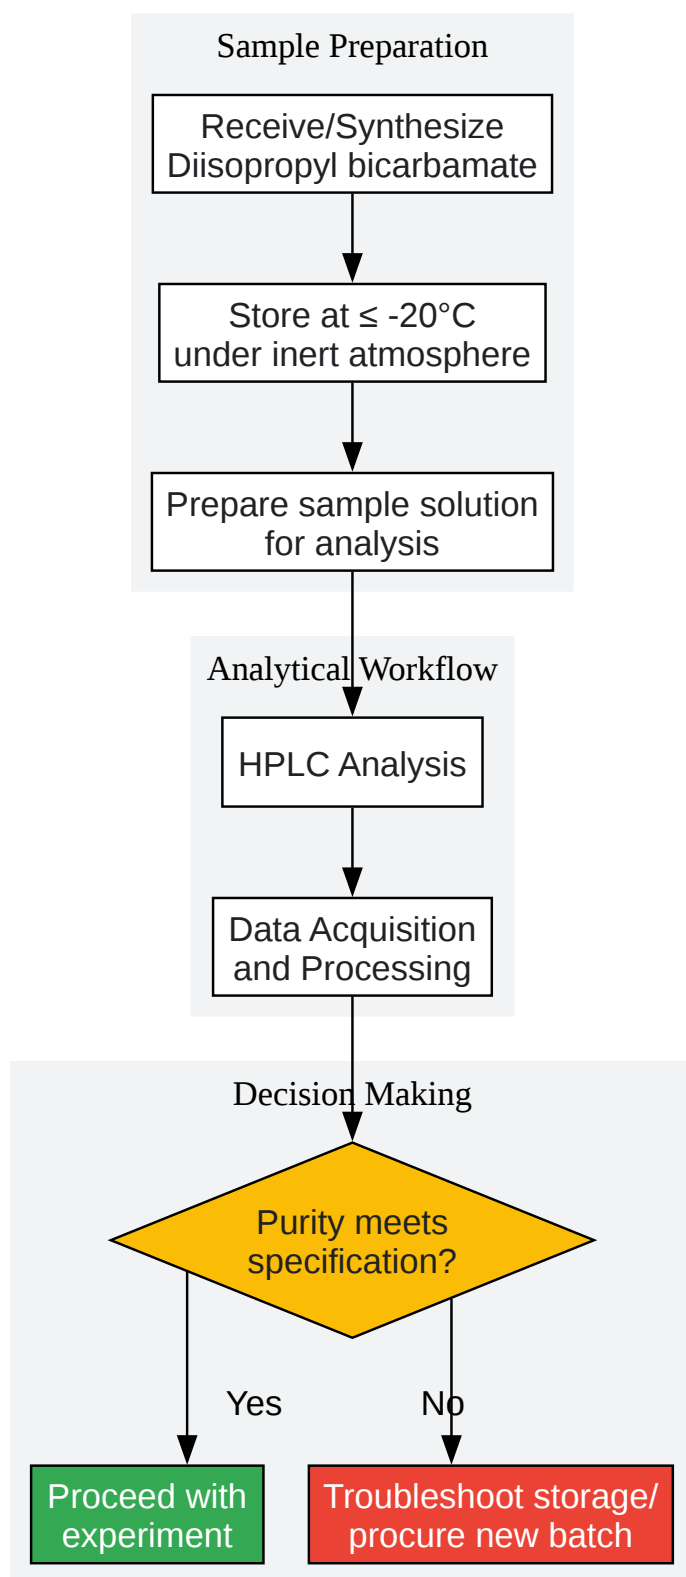 Sample Preparation
Receive/Synthesize
Diisopropyl bicarbamate
Store at ≤ -20°C
under inert atmosphere
Prepare sample solution
for analysis
Analytical Workflow
HPLC Analysis
Data Acquisition
and Processing
Decision Making
Purity meets
specification?
Yes
No
Proceed with
experiment
Troubleshoot storage/
procure new batch